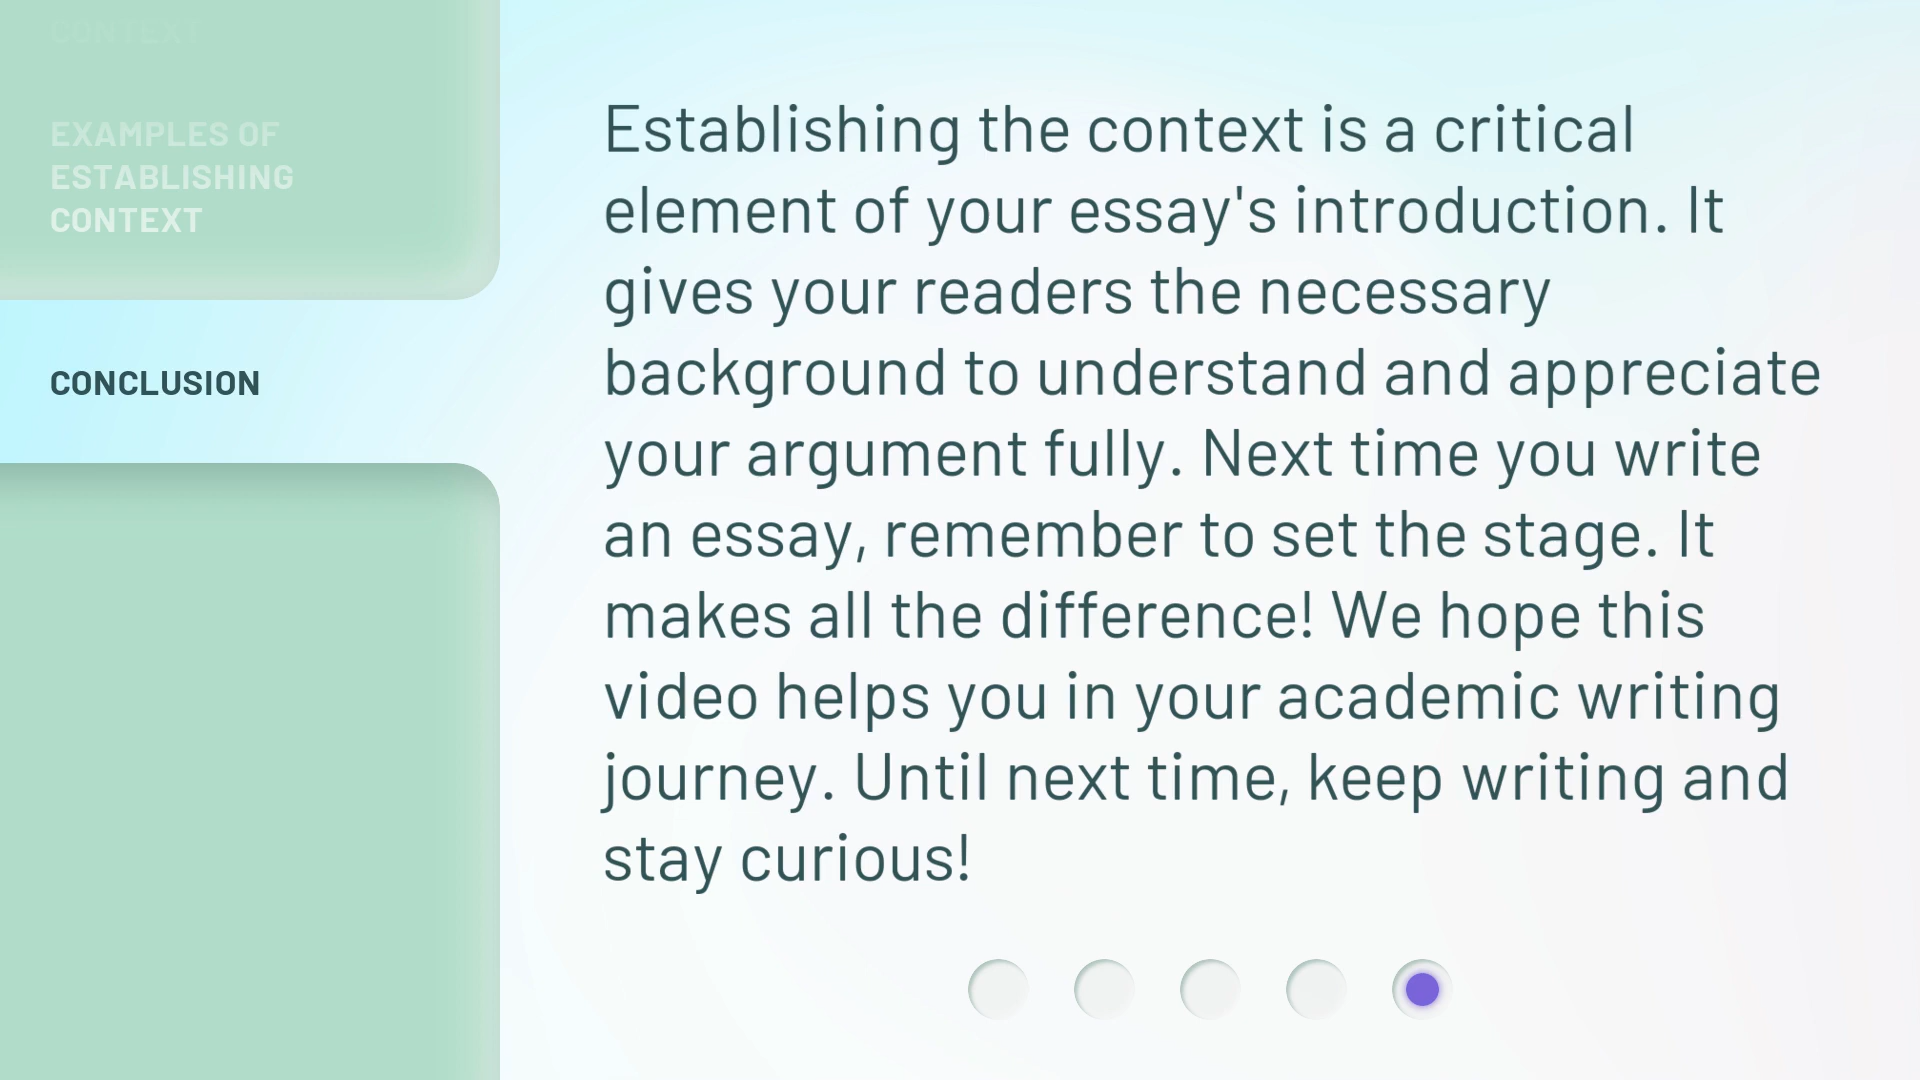 CONTEXT
EXAMPLES OF
ESTABLISHING
CONTEXT
CONCLUSION
Establishing the context is a critical
element of your essay's introduction. It
gives your readers the necessary
background to understand and appreciate
your argument fully. Next time you write
an essay, remember to set the stage. It
makes all the difference! We hope this
video helps you in your academic writing
journey. Until next time, keep writing and
stay curious!